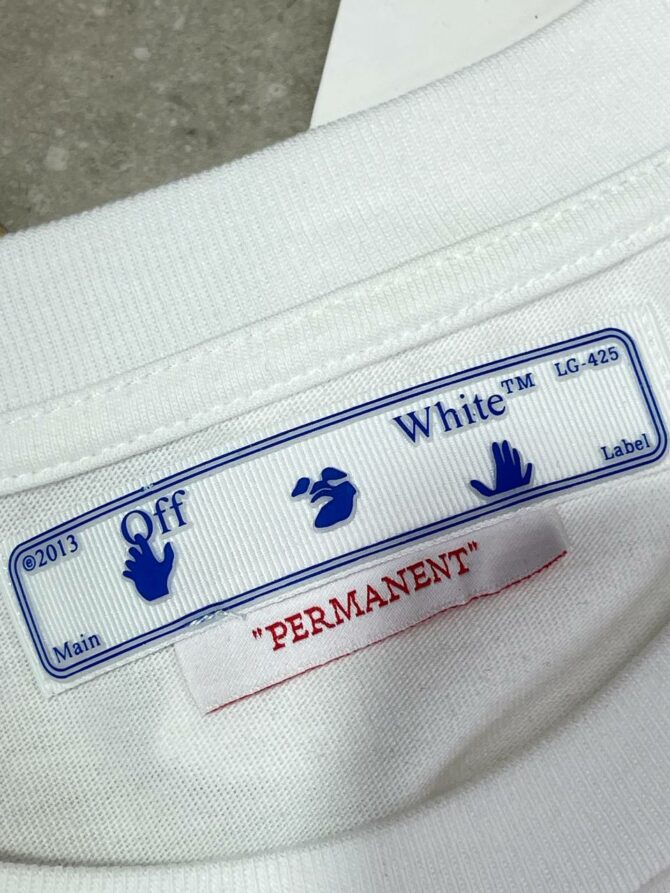 ©2013 Off White™ LG-425
Main Label
"PERMANENT"